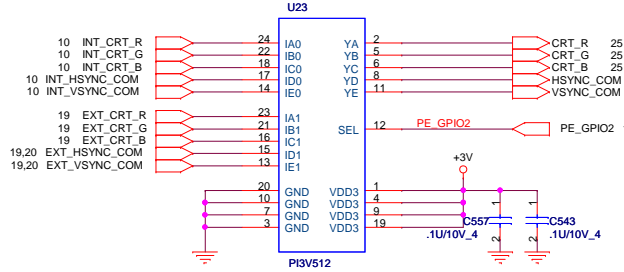 U23
10 INT_CRT_R 24 IA0 YA 2 CRT_R 25
10 INT_CRT_G 22 IB0 YB 5 CRT_G 25
10 INT_CRT_B 18 IC0 YC 6 CRT_B 25
10 INT_HSYNC_COM 17 ID0 YD 8 HSYNC_COM
10 INT_VSYNC_COM 14 IE0 YE 11 VSYNC_COM
19 EXT_CRT_R 23 IA1
19 EXT_CRT_G 21 IB1 SEL 12 PE_GPIO2 PE_GPIO2
19 EXT_CRT_B 16 IC1
19,20 EXT_HSYNC_COM 15 ID1
19,20 EXT_VSYNC_COM 13 IE1
+3V
20 GND VDD3 1
10 GND VDD3 4
7 GND VDD3 9
3 GND VDD3 19
1 C557 1 C543
.1U/10V_4 .1U/10V_4
2 2
PI3V512